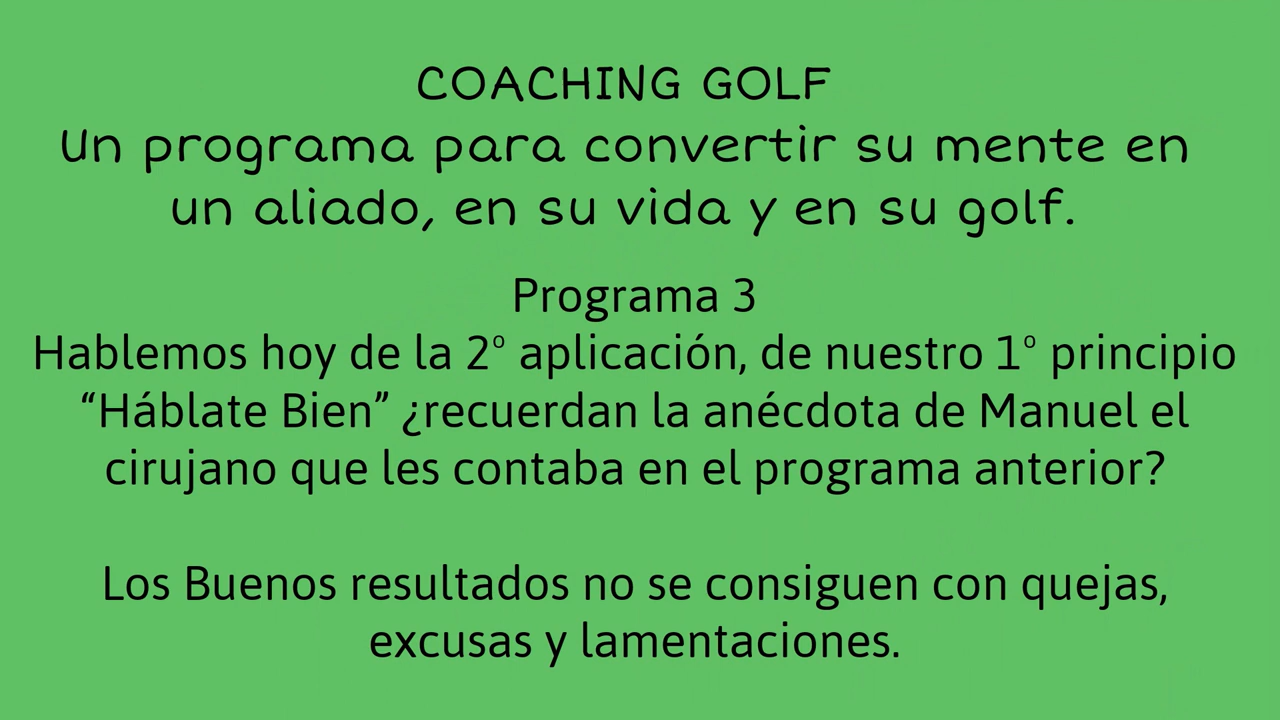 COACHING GOLF
Un programa para convertir su mente en
un aliado, en su vida y en su golf.
Programa 3
Hablemos hoy de la 2º aplicación, de nuestro 1º principio
“Háblate Bien” ¿recuerdan la anécdota de Manuel el
cirujano que les contaba en el programa anterior?
Los Buenos resultados no se consiguen con quejas,
excusas y lamentaciones.